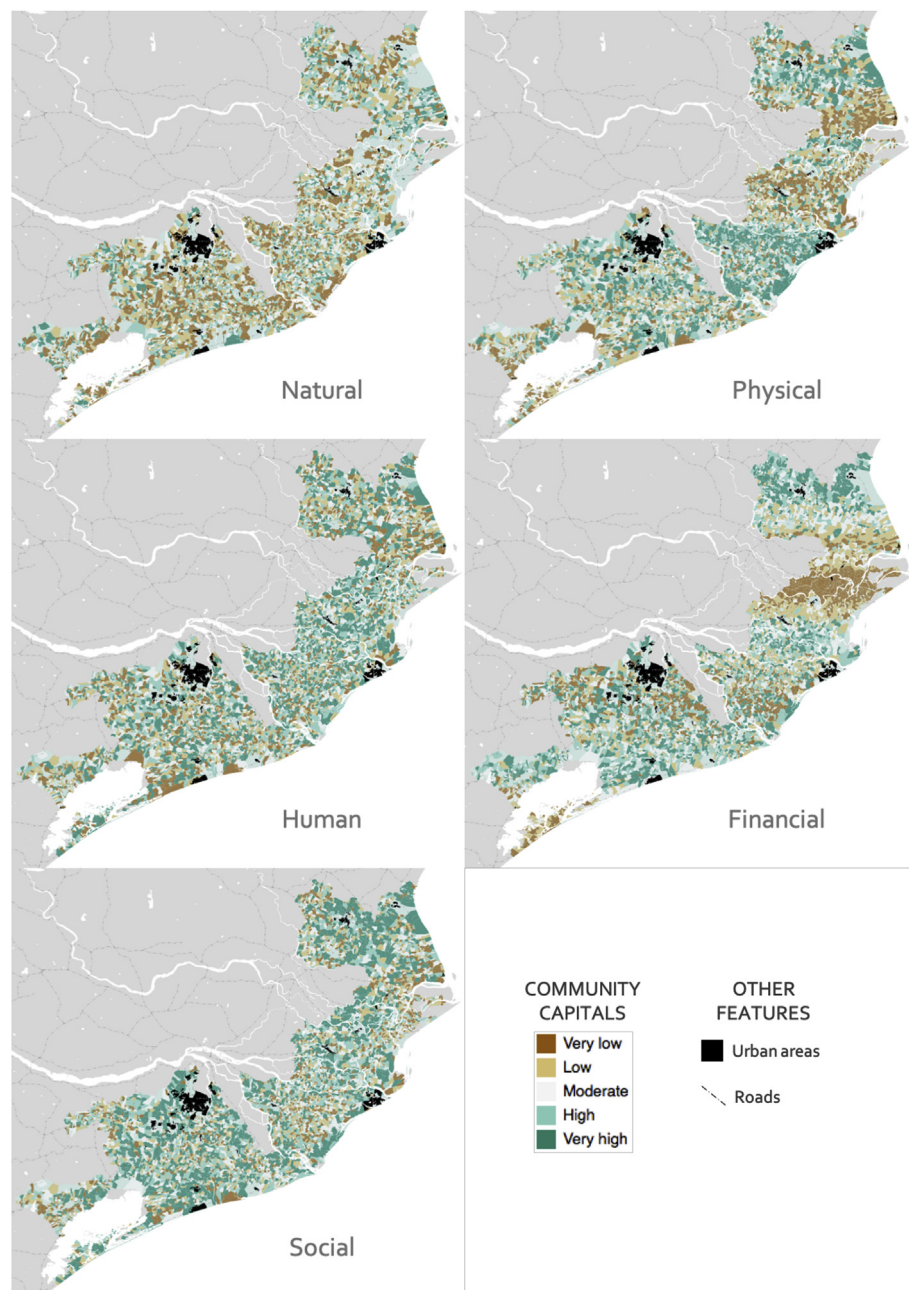 Natural
Physical
Human
Financial
Social
COMMUNITY
CAPITALS
Very low
Low
Moderate
High
Very high
OTHER
FEATURES
Urban areas
Roads